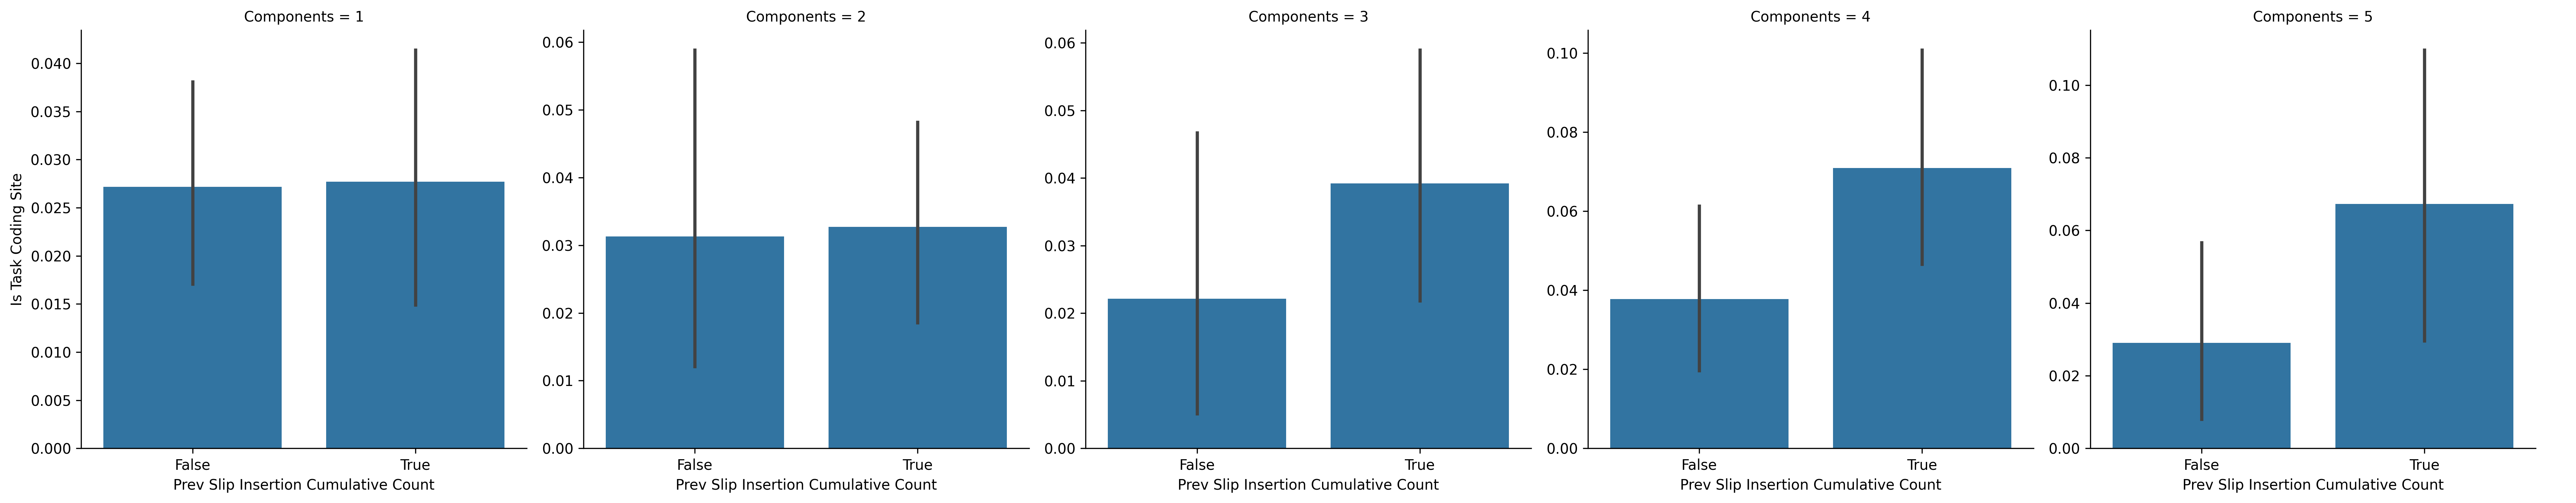 Components = 1
Is Task Coding Site
0.040
0.035
0.030
0.025
0.020
0.015
0.010
0.005
0.000
False True
Prev Slip Insertion Cumulative Count
Components = 2
0.06
0.05
0.04
0.03
0.02
0.01
0.00
False True
Prev Slip Insertion Cumulative Count
Components = 3
0.06
0.05
0.04
0.03
0.02
0.01
0.00
False True
Prev Slip Insertion Cumulative Count
Components = 4
0.10
0.08
0.06
0.04
0.02
0.00
False True
Prev Slip Insertion Cumulative Count
Components = 5
0.10
0.08
0.06
0.04
0.02
0.00
False True
Prev Slip Insertion Cumulative Count